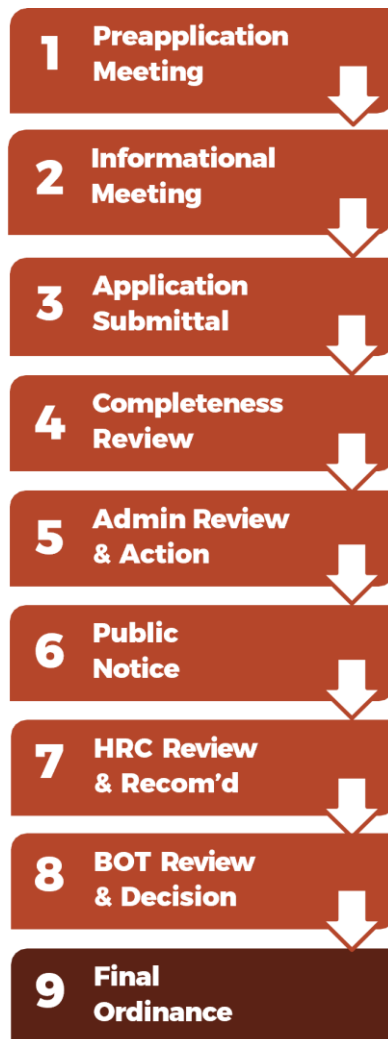 1 Preapplication
Meeting
2 Informational
Meeting
3 Application
Submittal
4 Completeness
Review
5 Admin Review
& Action
6 Public
Notice
7 HRC Review
& Recom’d
8 BOT Review
& Decision
9 Final
Ordinance